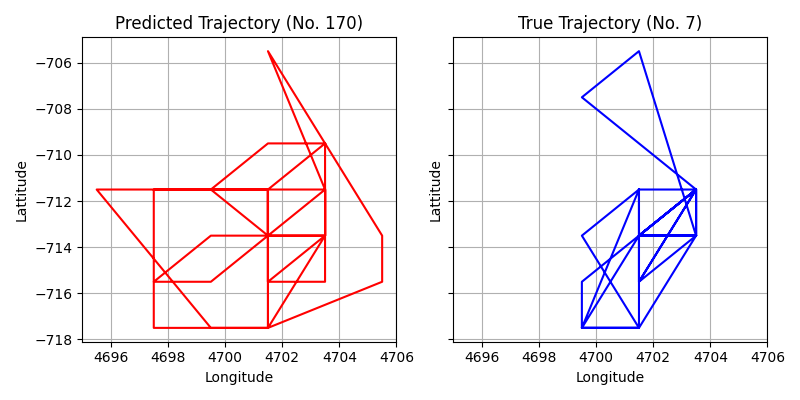 Predicted Trajectory (No. 170)
Lattitude
−706
−708
−710
−712
−714
−716
−718
4696 4698 4700 4702 4704 4706
Longitude
True Trajectory (No. 7)
Lattitude
4696 4698 4700 4702 4704 4706
Longitude